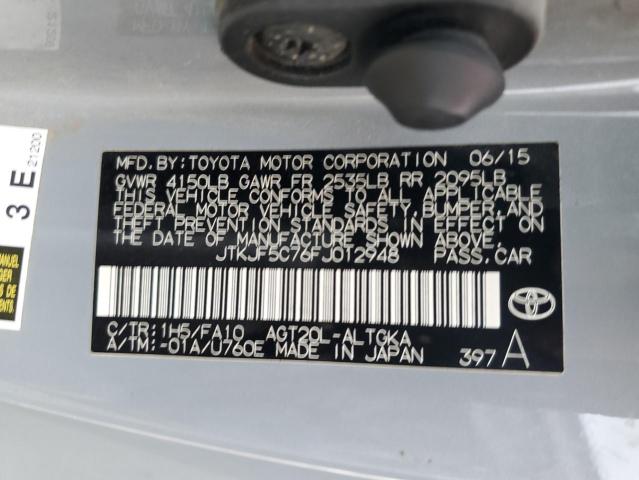 MFD. BY: TOYOTA MOTOR CORPORATION 06/15
GVWR 4150LB GAWR FR 2535LB RR 2095LB
THIS VEHICLE CONFORMS TO ALL APPLICABLE
FEDERAL MOTOR VEHICLE SAFETY, BUMPER, AND
THEFT PREVENTION STANDARDS IN EFFECT ON
THE DATE OF MANUFACTURE SHOWN ABOVE.
JTKJF5C76FJ012948 PASS. CAR
C/TR: 1H5/FA10 AGT20L-ALTGKA
A/TM: -01A/U760E MADE IN JAPAN
397 A
3 E
21200
MANUEL